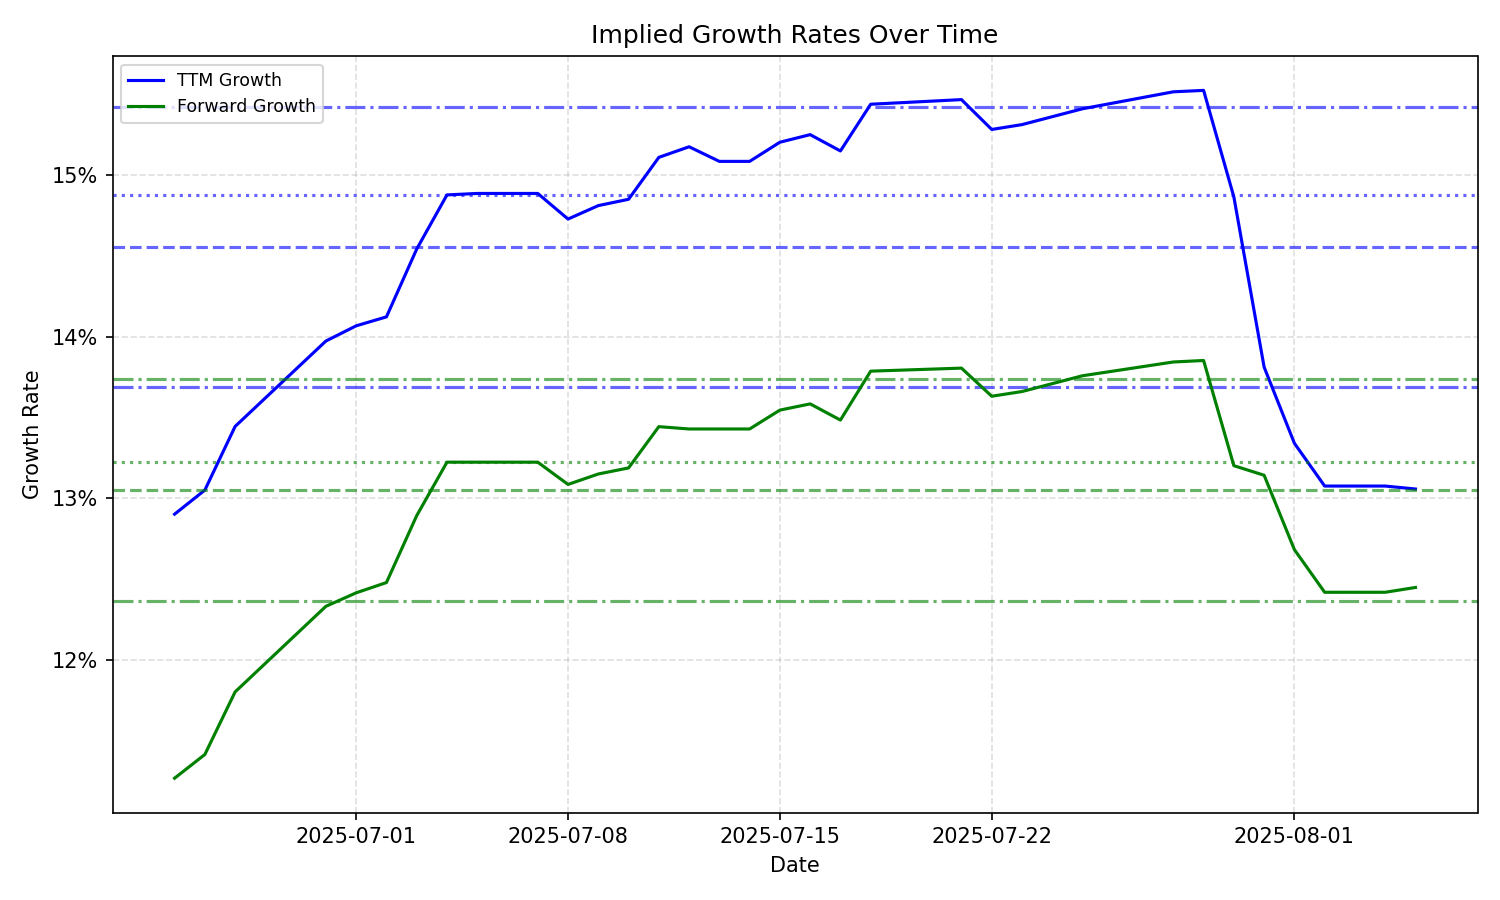 Implied Growth Rates Over Time
TTM Growth
Forward Growth
15%
14%
13%
12%
Growth Rate
2025-07-01
2025-07-08
2025-07-15
2025-07-22
2025-08-01
Date